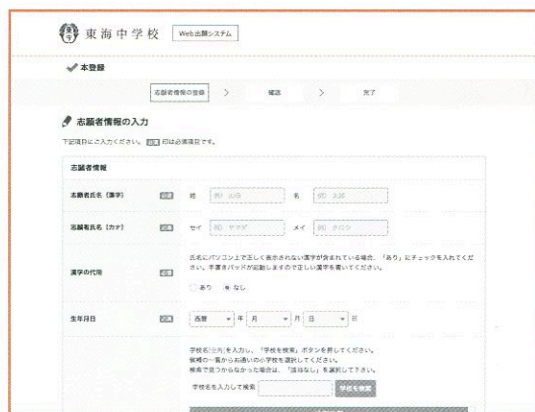 東海中学校 Web出願システム
本登録
志願者情報の登録 > 確認 > 完了
志願者情報の入力
下記項目にご入力ください。 必須 印は必須項目です。
志願者情報
志願者氏名（漢字） 必須 姓 例）山田 名 例）太郎
志願者氏名（カナ） 必須 セイ 例）ヤマダ メイ 例）タロウ
氏名にパソコン上で正しく表示されない漢字が含まれている場合、「あり」にチェックを入れてくだ
さい。手書きパッドが起動しますので正しい漢字を書いてください。
漢字の代用 必須
あり なし
生年月日 必須 西暦 年 月 月 日 日
学校名(全角)を入力し、「学校を検索」ボタンを押してください。
候補の一覧からお通いの小学校を選択してください。
検索で見つからなかった場合は、「該当なし」を選択して下さい。
学校名を入力して検索 学校を検索